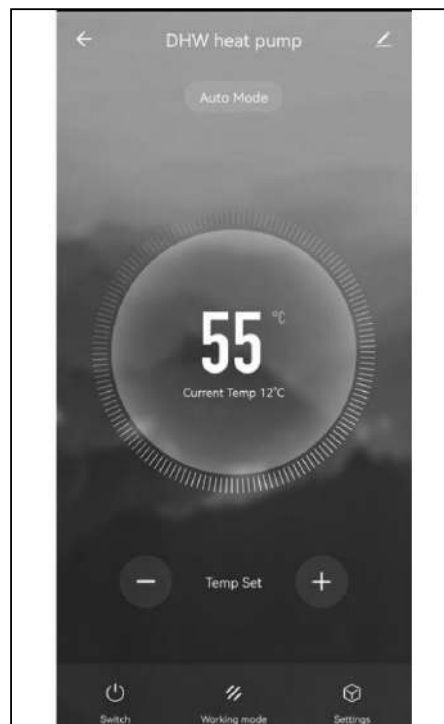 DHW heat pump
Auto Mode
55 °C
Current Temp 12°C
Temp Set
Switch Working mode Settings